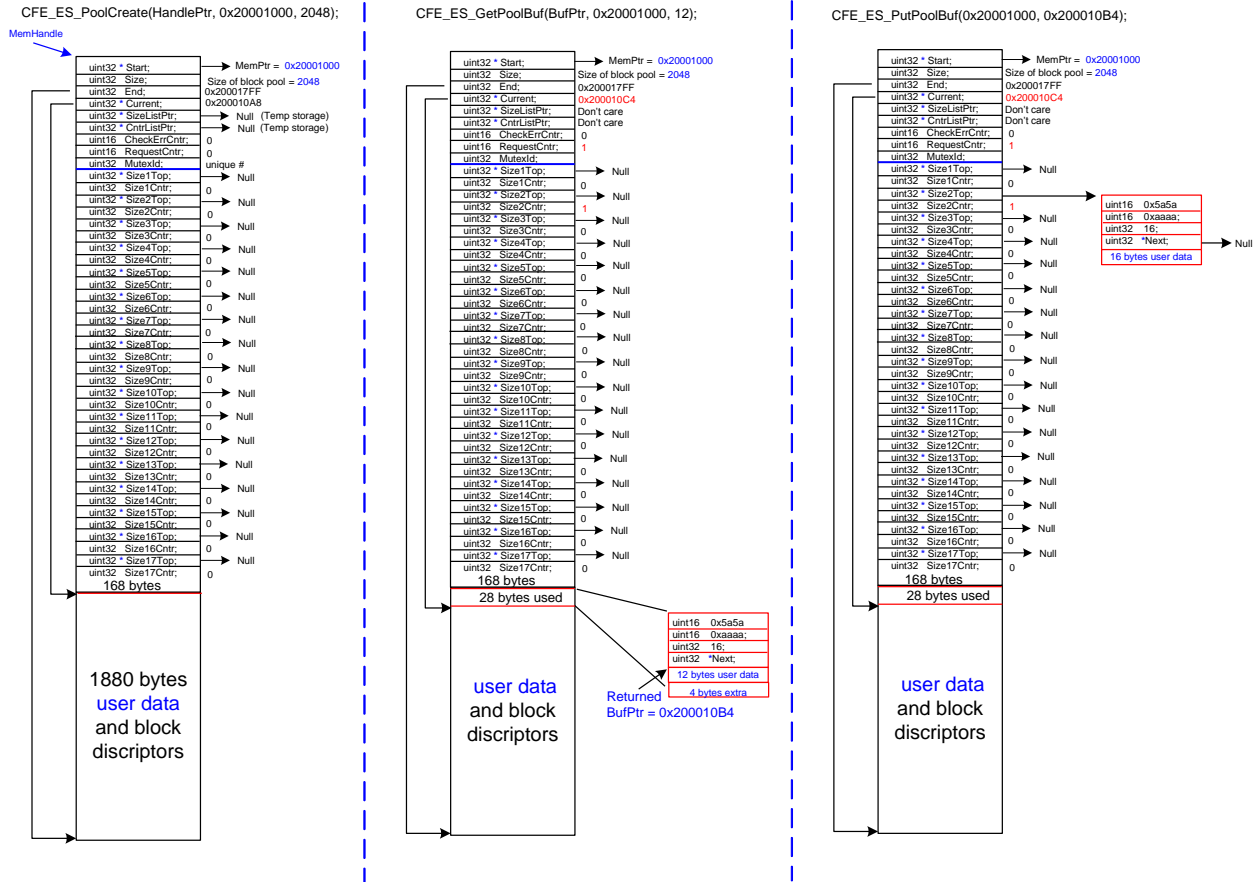 CFE_ES_PoolCreate(HandlePtr, 0x20001000, 2048);
MemHandle
uint32 * Start; MemPtr = 0x20001000
uint32 Size; Size of block pool = 2048
uint32 End; 0x200017FF
uint32 * Current; 0x200010A8
uint32 * SizeListPtr; Null (Temp storage)
uint32 * CntrListPtr; Null (Temp storage)
uint16 CheckErrCntr; 0
uint16 RequestCntr; 0
uint32 MutexId; unique #
uint32 * Size1Top; Null
uint32 Size1Cntr; 0
uint32 * Size2Top; Null
uint32 Size2Cntr; 0
uint32 * Size3Top; Null
uint32 Size3Cntr; 0
uint32 * Size4Top; Null
uint32 Size4Cntr; 0
uint32 * Size5Top; Null
uint32 Size5Cntr; 0
uint32 * Size6Top; Null
uint32 Size6Cntr; 0
uint32 * Size7Top; Null
uint32 Size7Cntr; 0
uint32 * Size8Top; Null
uint32 Size8Cntr; 0
uint32 * Size9Top; Null
uint32 Size9Cntr; 0
uint32 * Size10Top; Null
uint32 Size10Cntr; 0
uint32 * Size11Top; Null
uint32 Size11Cntr; 0
uint32 * Size12Top; Null
uint32 Size12Cntr; 0
uint32 * Size13Top; Null
uint32 Size13Cntr; 0
uint32 * Size14Top; Null
uint32 Size14Cntr; 0
uint32 * Size15Top; Null
uint32 Size15Cntr; 0
uint32 * Size16Top; Null
uint32 Size16Cntr; 0
uint32 * Size17Top; Null
uint32 Size17Cntr; 0
168 bytes
1880 bytes
user data
and block
discriptors
CFE_ES_GetPoolBuf(BufPtr, 0x20001000, 12);
uint32 * Start; MemPtr = 0x20001000
uint32 Size; Size of block pool = 2048
uint32 End; 0x200017FF
uint32 * Current; 0x200010C4
uint32 * SizeListPtr; Don't care
uint32 * CntrListPtr; Don't care
uint16 CheckErrCntr; 0
uint16 RequestCntr; 1
uint32 MutexId;
uint32 * Size1Top; Null
uint32 Size1Cntr; 0
uint32 * Size2Top; Null
uint32 Size2Cntr; 1
uint32 * Size3Top; Null
uint32 Size3Cntr; 0
uint32 * Size4Top; Null
uint32 Size4Cntr; 0
uint32 * Size5Top; Null
uint32 Size5Cntr; 0
uint32 * Size6Top; Null
uint32 Size6Cntr; 0
uint32 * Size7Top; Null
uint32 Size7Cntr; 0
uint32 * Size8Top; Null
uint32 Size8Cntr; 0
uint32 * Size9Top; Null
uint32 Size9Cntr; 0
uint32 * Size10Top; Null
uint32 Size10Cntr; 0
uint32 * Size11Top; Null
uint32 Size11Cntr; 0
uint32 * Size12Top; Null
uint32 Size12Cntr; 0
uint32 * Size13Top; Null
uint32 Size13Cntr; 0
uint32 * Size14Top; Null
uint32 Size14Cntr; 0
uint32 * Size15Top; Null
uint32 Size15Cntr; 0
uint32 * Size16Top; Null
uint32 Size16Cntr; 0
uint32 * Size17Top; Null
uint32 Size17Cntr; 0
168 bytes
28 bytes used
uint16 0x5a5a
uint16 0xaaaa;
uint32 16;
uint32 *Next;
12 bytes user data
4 bytes extra
Returned
BufPtr = 0x200010B4
user data
and block
discriptors
CFE_ES_PutPoolBuf(0x20001000, 0x200010B4);
uint32 * Start; MemPtr = 0x20001000
uint32 Size; Size of block pool = 2048
uint32 End; 0x200017FF
uint32 * Current; 0x200010C4
uint32 * SizeListPtr; Don't care
uint32 * CntrListPtr; Don't care
uint16 CheckErrCntr; 0
uint16 RequestCntr; 1
uint32 MutexId;
uint32 * Size1Top; Null
uint32 Size1Cntr; 0
uint32 * Size2Top;
uint32 Size2Cntr; 1
uint32 * Size3Top; Null
uint32 Size3Cntr; 0
uint32 * Size4Top; Null
uint32 Size4Cntr; 0
uint32 * Size5Top; Null
uint32 Size5Cntr; 0
uint32 * Size6Top; Null
uint32 Size6Cntr; 0
uint32 * Size7Top; Null
uint32 Size7Cntr; 0
uint32 * Size8Top; Null
uint32 Size8Cntr; 0
uint32 * Size9Top; Null
uint32 Size9Cntr; 0
uint32 * Size10Top; Null
uint32 Size10Cntr; 0
uint32 * Size11Top; Null
uint32 Size11Cntr; 0
uint32 * Size12Top; Null
uint32 Size12Cntr; 0
uint32 * Size13Top; Null
uint32 Size13Cntr; 0
uint32 * Size14Top; Null
uint32 Size14Cntr; 0
uint32 * Size15Top; Null
uint32 Size15Cntr; 0
uint32 * Size16Top; Null
uint32 Size16Cntr; 0
uint32 * Size17Top; Null
uint32 Size17Cntr; 0
168 bytes
28 bytes used
uint16 0x5a5a
uint16 0xaaaa;
uint32 16;
uint32 *Next; Null
16 bytes user data
user data
and block
discriptors